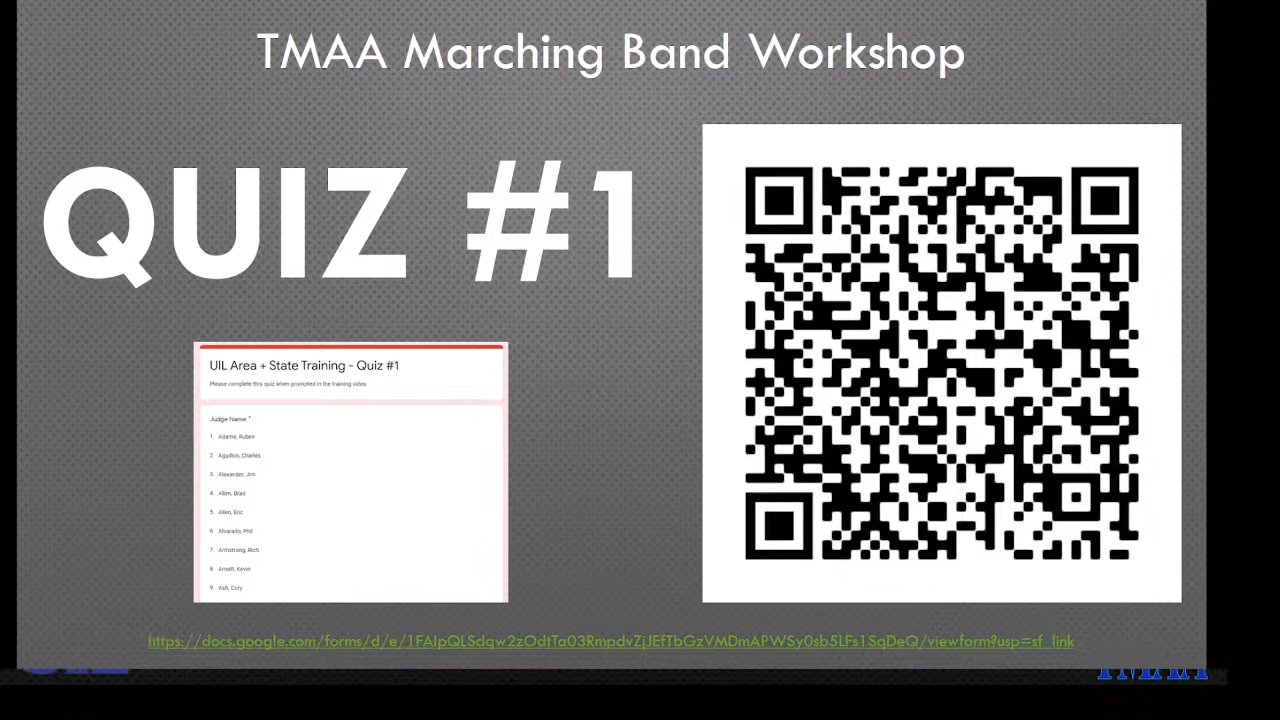 TMAA Marching Band Workshop
QUIZ #1
UIL Area + State Training - Quiz #1
Please complete this quiz when prompted in the training video
Judge Name *
1. Adame, Ruben
2. Aguillon, Charles
3. Alexander, Jim
4. Allen, Brad
5. Allen, Eric
6. Alvarado, Phil
7. Armstrong, Rich
8. Arnott, Kevin
9. Ash, Cory
https://docs.google.com/forms/d/e/1FAIpQLSdqw2zOdtTa03RmpdvZjJEfTbGzVMDmAPWSy0sb5LFs1SqDeQ/viewform?usp=sf_link